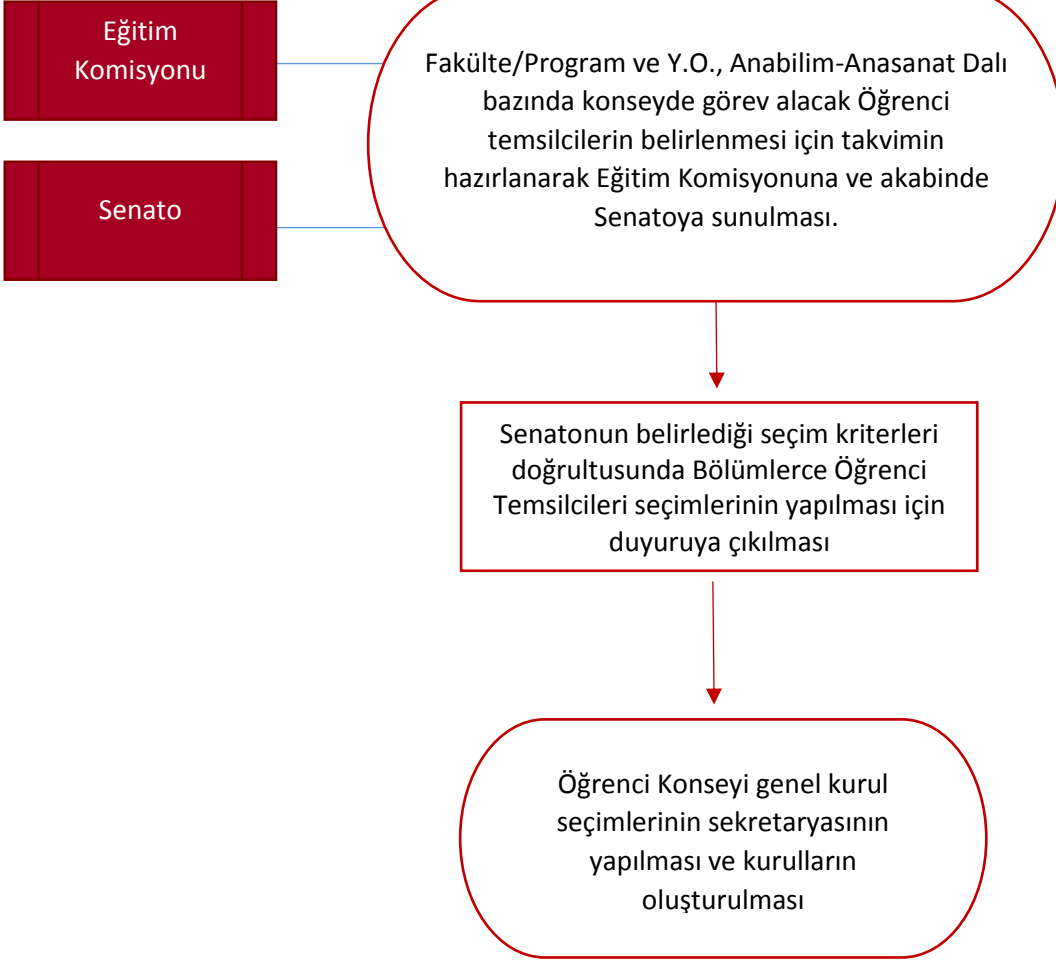 Eğitim
Komisyonu
Senato
Fakülte/Program ve Y.O., Anabilim-Anasanat Dalı
bazında konseyde görev alacak Öğrenci
temsilcilerin belirlenmesi için takvimin
hazırlanarak Eğitim Komisyonuna ve akabinde
Senatoya sunulması.
Senatonun belirlediği seçim kriterleri
doğrultusunda Bölümlerce Öğrenci
Temsilcileri seçimlerinin yapılması için
duyuruya çıkılması
Öğrenci Konseyi genel kurul
seçimlerinin sekretaryasının
yapılması ve kurulların
oluşturulması